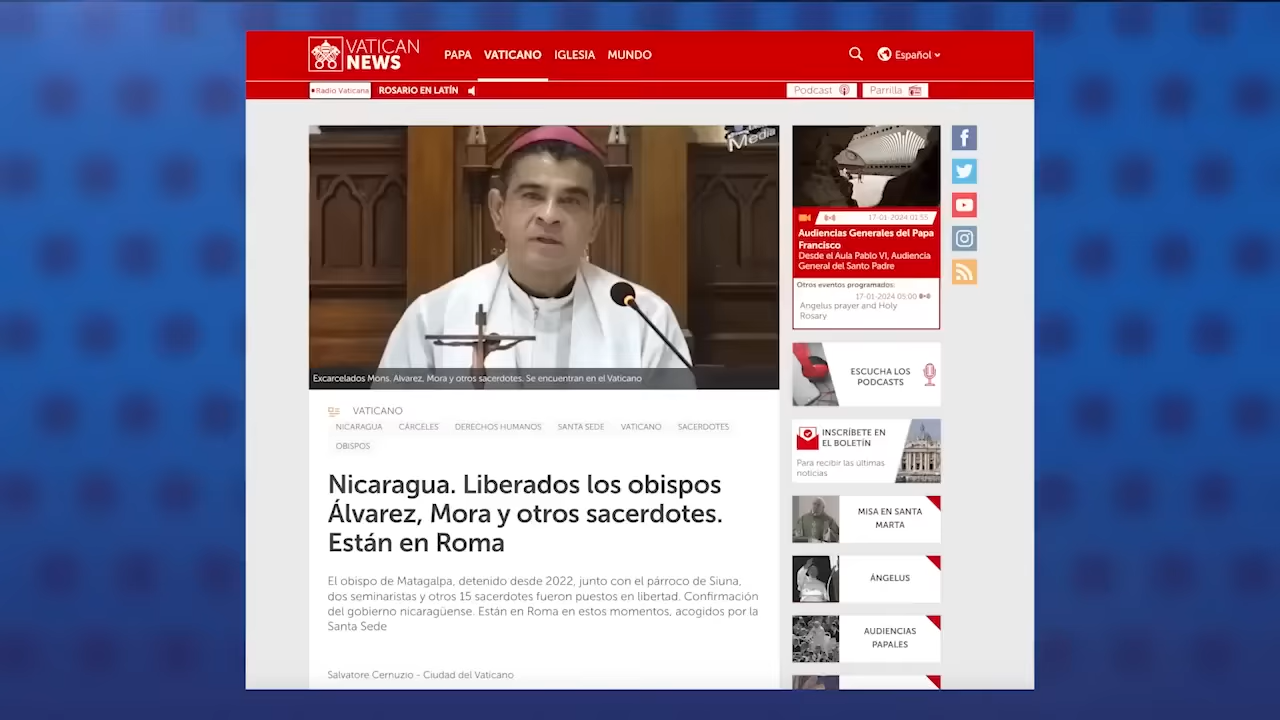 VATICAN
NEWS
PAPA VATICANO IGLESIA MUNDO
Español
Radio Vaticana
ROSARIO EN LATÍN
Podcast
Parrilla
Media
Excarcelados Mons. Alvarez, Mora y otros sacerdotes. Se encuentran en el Vaticano
VATICANO
NICARAGUA CÁRCELES DERECHOS HUMANOS SANTA SEDE VATICANO SACERDOTES
OBISPOS
Nicaragua. Liberados los obispos
Álvarez, Mora y otros sacerdotes.
Están en Roma
El obispo de Matagalpa, detenido desde 2022, junto con el párroco de Siuna,
dos seminaristas y otros 15 sacerdotes fueron puestos en libertad. Confirmación
del gobierno nicaragüense. Están en Roma en estos momentos, acogidos por la
Santa Sede
Salvatore Cernuzio - Ciudad del Vaticano
17-01-2024 01:55
Audiencias Generales del Papa
Francisco
Desde el Aula Pablo VI, Audiencia
General del Santo Padre
Otros eventos programados:
17-01-2024 05:00
Angelus prayer and Holy
Rosary
ESCUCHA LOS
PODCASTS
INSCRÍBETE EN
EL BOLETÍN
Para recibir las últimas
noticias
MISA EN SANTA
MARTA
ÁNGELUS
AUDIENCIAS
PAPALES